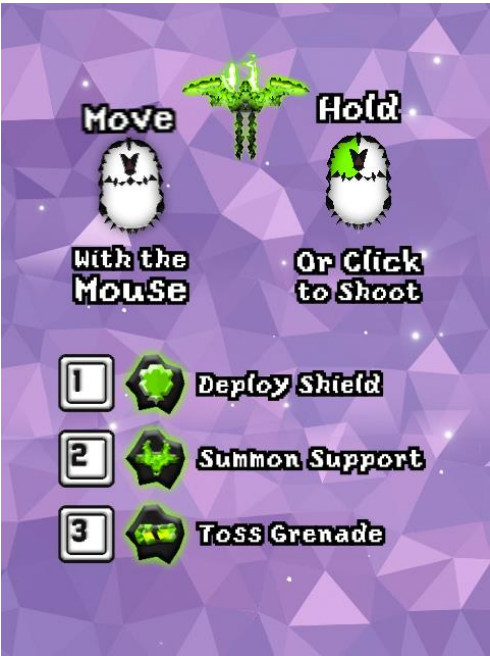 Move
With the
Mouse
Hold
Or Click
to Shoot
1 Deploy Shield
2 Summon Support
3 Toss Grenade